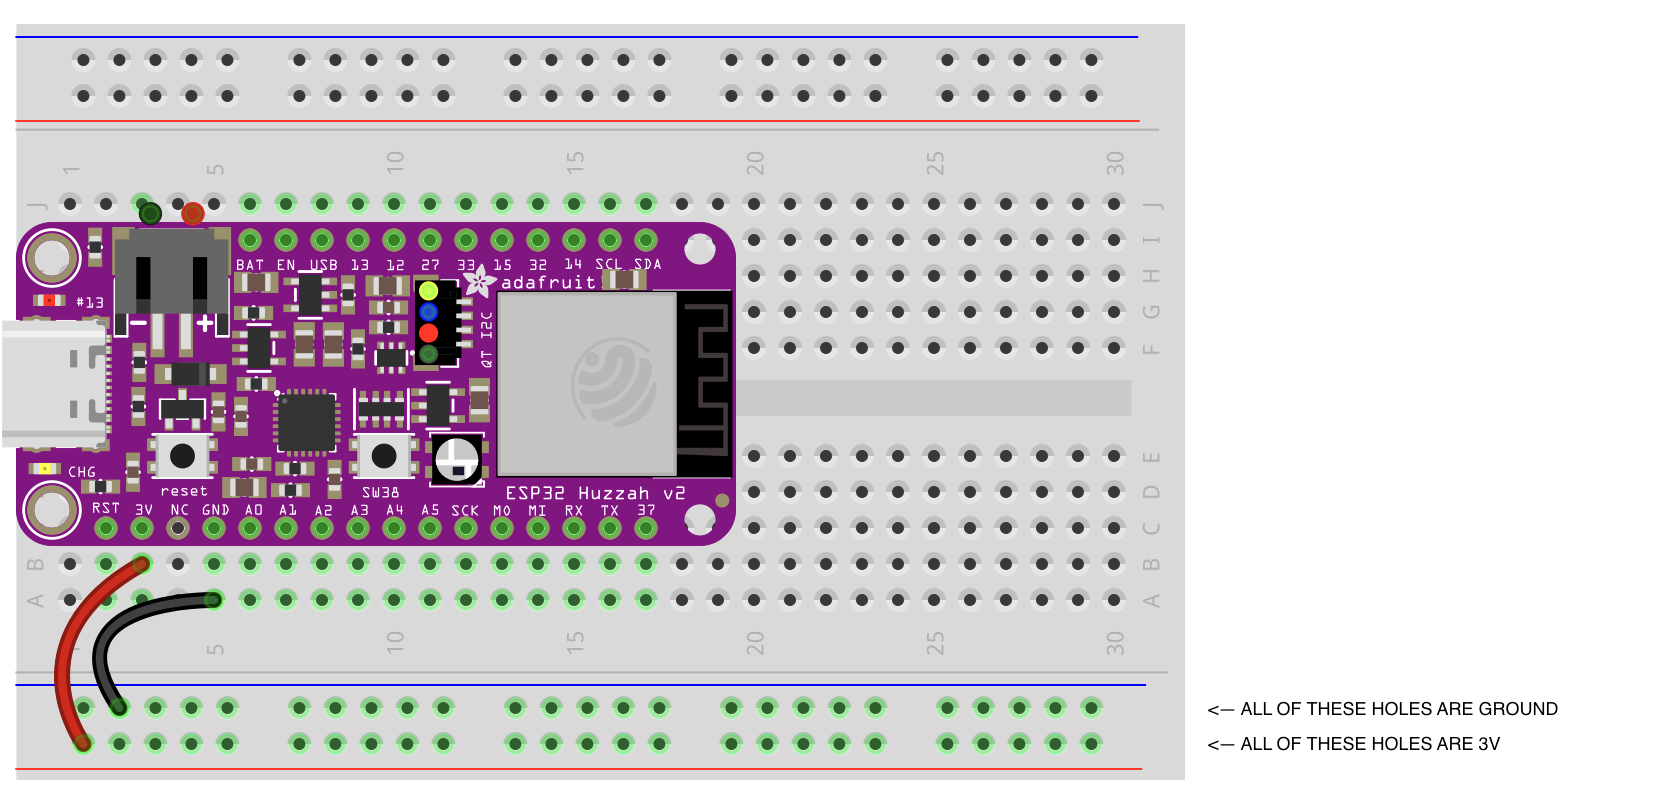 1 5 10 15 20 25 30
J J
I
BAT EN USB 13 12 27 33 15 32 14 SCL SDA
H
adafruit
#13
G
- +
QT I2C
F
E
CHG
reset SW38 ESP32 Huzzah v2
D
RST 3V NC GND A0 A1 A2 A3 A4 A5 SCK MO MI RX TX 37
C
B B
A A
5 10 15 20 25 30
<— ALL OF THESE HOLES ARE GROUND
<— ALL OF THESE HOLES ARE 3V